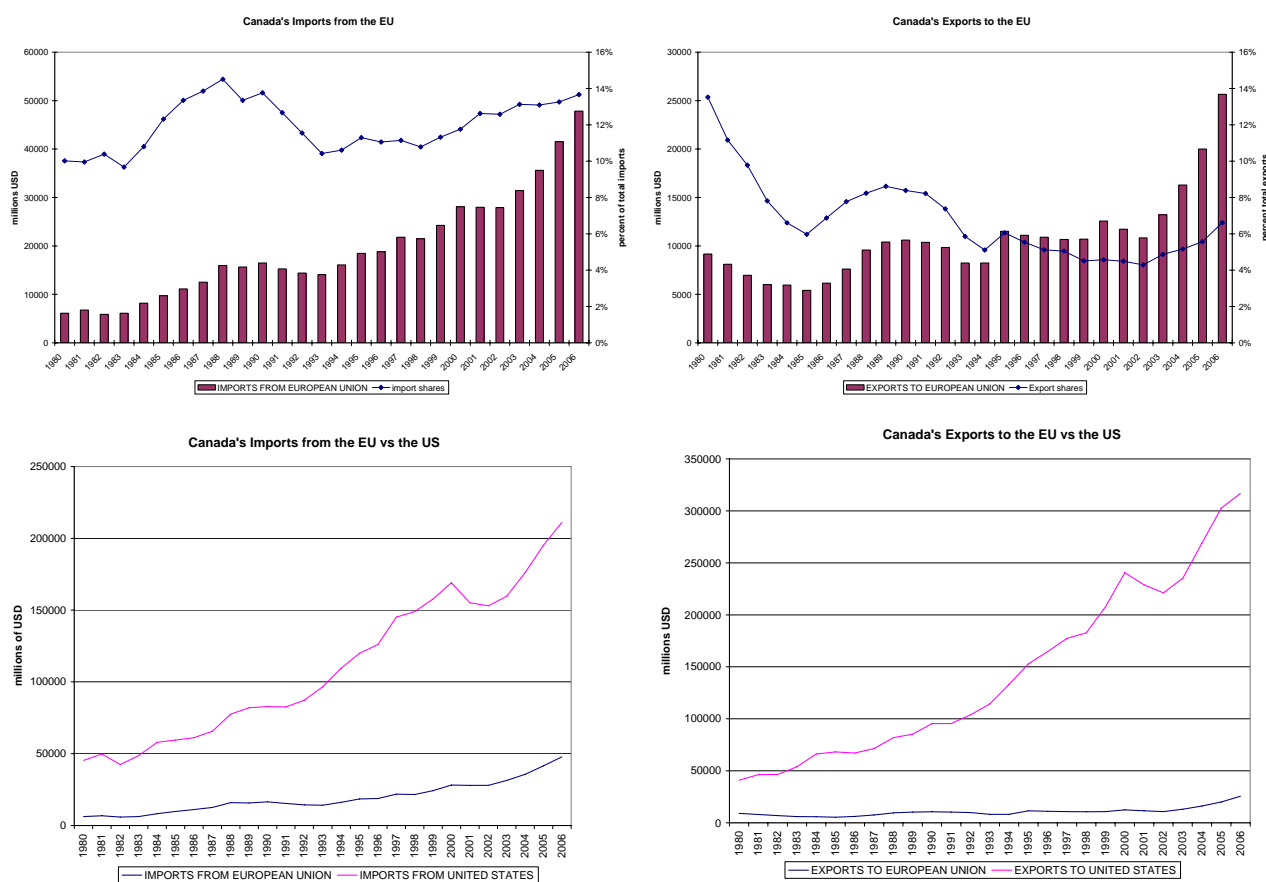 Canada's Imports from the EU
60000
50000
40000
30000
20000
10000
0
millions USD
16%
14%
12%
10%
8%
6%
4%
2%
0%
percent of total imports
1980 1981 1982 1983 1984 1985 1986 1987 1988 1989 1990 1991 1992 1993 1994 1995 1996 1997 1998 1999 2000 2001 2002 2003 2004 2005 2006
IMPORTS FROM EUROPEAN UNION import shares
Canada's Exports to the EU
30000
25000
20000
15000
10000
5000
0
millions USD
16%
14%
12%
10%
8%
6%
4%
2%
0%
percent total exports
1980 1981 1982 1983 1984 1985 1986 1987 1988 1989 1990 1991 1992 1993 1994 1995 1996 1997 1998 1999 2000 2001 2002 2003 2004 2005 2006
EXPORTS TO EUROPEAN UNION Export shares
Canada's Imports from the EU vs the US
250000
200000
150000
100000
50000
0
millions of USD
1980 1981 1982 1983 1984 1985 1986 1987 1988 1989 1990 1991 1992 1993 1994 1995 1996 1997 1998 1999 2000 2001 2002 2003 2004 2005 2006
IMPORTS FROM EUROPEAN UNION IMPORTS FROM UNITED STATES
Canada's Exports to the EU vs the US
350000
300000
250000
200000
150000
100000
50000
0
millions USD
1980 1981 1982 1983 1984 1985 1986 1987 1988 1989 1990 1991 1992 1993 1994 1995 1996 1997 1998 1999 2000 2001 2002 2003 2004 2005 2006
EXPORTS TO EUROPEAN UNION EXPORTS TO UNITED STATES